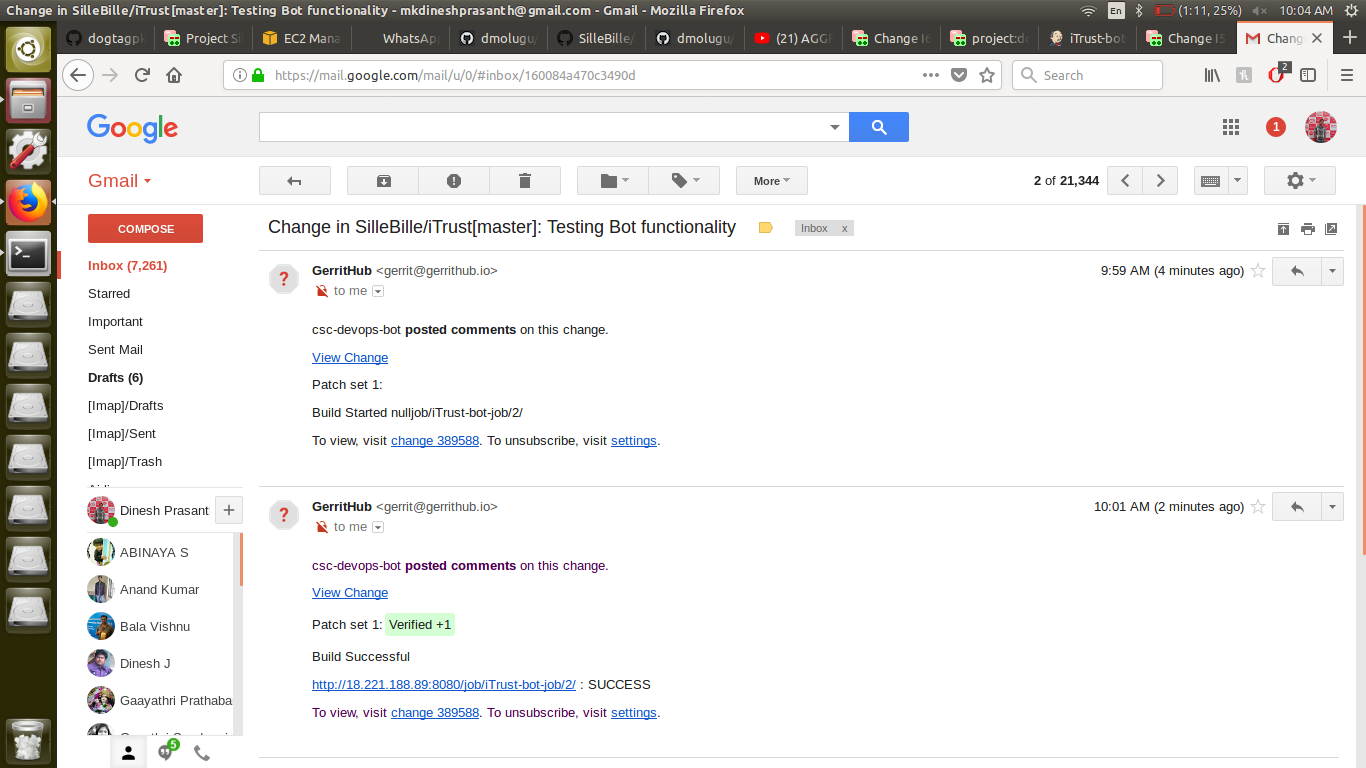 Change in SilleBille/iTrust[master]: Testing Bot functionality - mkdineshprasanth@gmail.com - Gmail - Mozilla Firefox
En
(1:11, 25%)
10:04 AM
dogtagpk
Project Si
EC2 Mana
WhatsAp
dmolugu/
SilleBille/
dmolugu/
(21) AGGR
Change I6
project:do
iTrust-bot
Change I5
Chang
https://mail.google.com/mail/u/0/#inbox/160084a470c3490d
Search
2
Google
1
Gmail
More
2 of 21,344
COMPOSE
Change in SilleBille/iTrust[master]: Testing Bot functionality
Inbox x
Inbox (7,261)
Starred
Important
Sent Mail
Drafts (6)
[Imap]/Drafts
[Imap]/Sent
[Imap]/Trash
Dinesh Prasant
ABINAYA S
Anand Kumar
Bala Vishnu
Dinesh J
Gaayathri Prathaba
5
?
GerritHub <gerrit@gerrithub.io>
9:59 AM (4 minutes ago)
to me
csc-devops-bot posted comments on this change.
View Change
Patch set 1:
Build Started nulljob/iTrust-bot-job/2/
To view, visit change 389588. To unsubscribe, visit settings.
?
GerritHub <gerrit@gerrithub.io>
10:01 AM (2 minutes ago)
to me
csc-devops-bot posted comments on this change.
View Change
Patch set 1: Verified +1
Build Successful
http://18.221.188.89:8080/job/iTrust-bot-job/2/ : SUCCESS
To view, visit change 389588. To unsubscribe, visit settings.